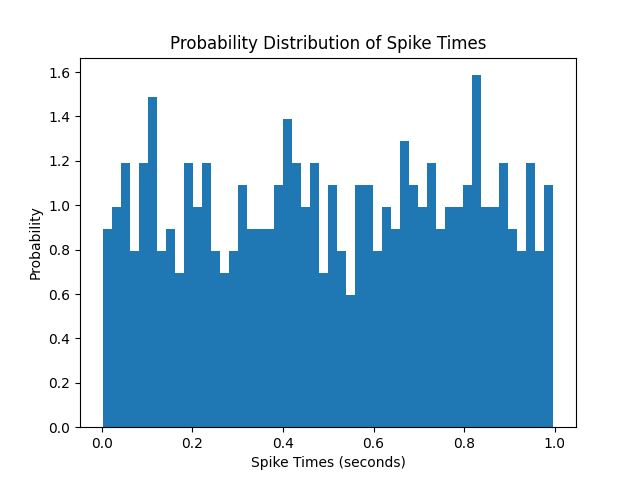 Probability Distribution of Spike Times
1.6
1.4
1.2
1.0
0.8
0.6
0.4
0.2
0.0
Probability
0.0 0.2 0.4 0.6 0.8 1.0
Spike Times (seconds)